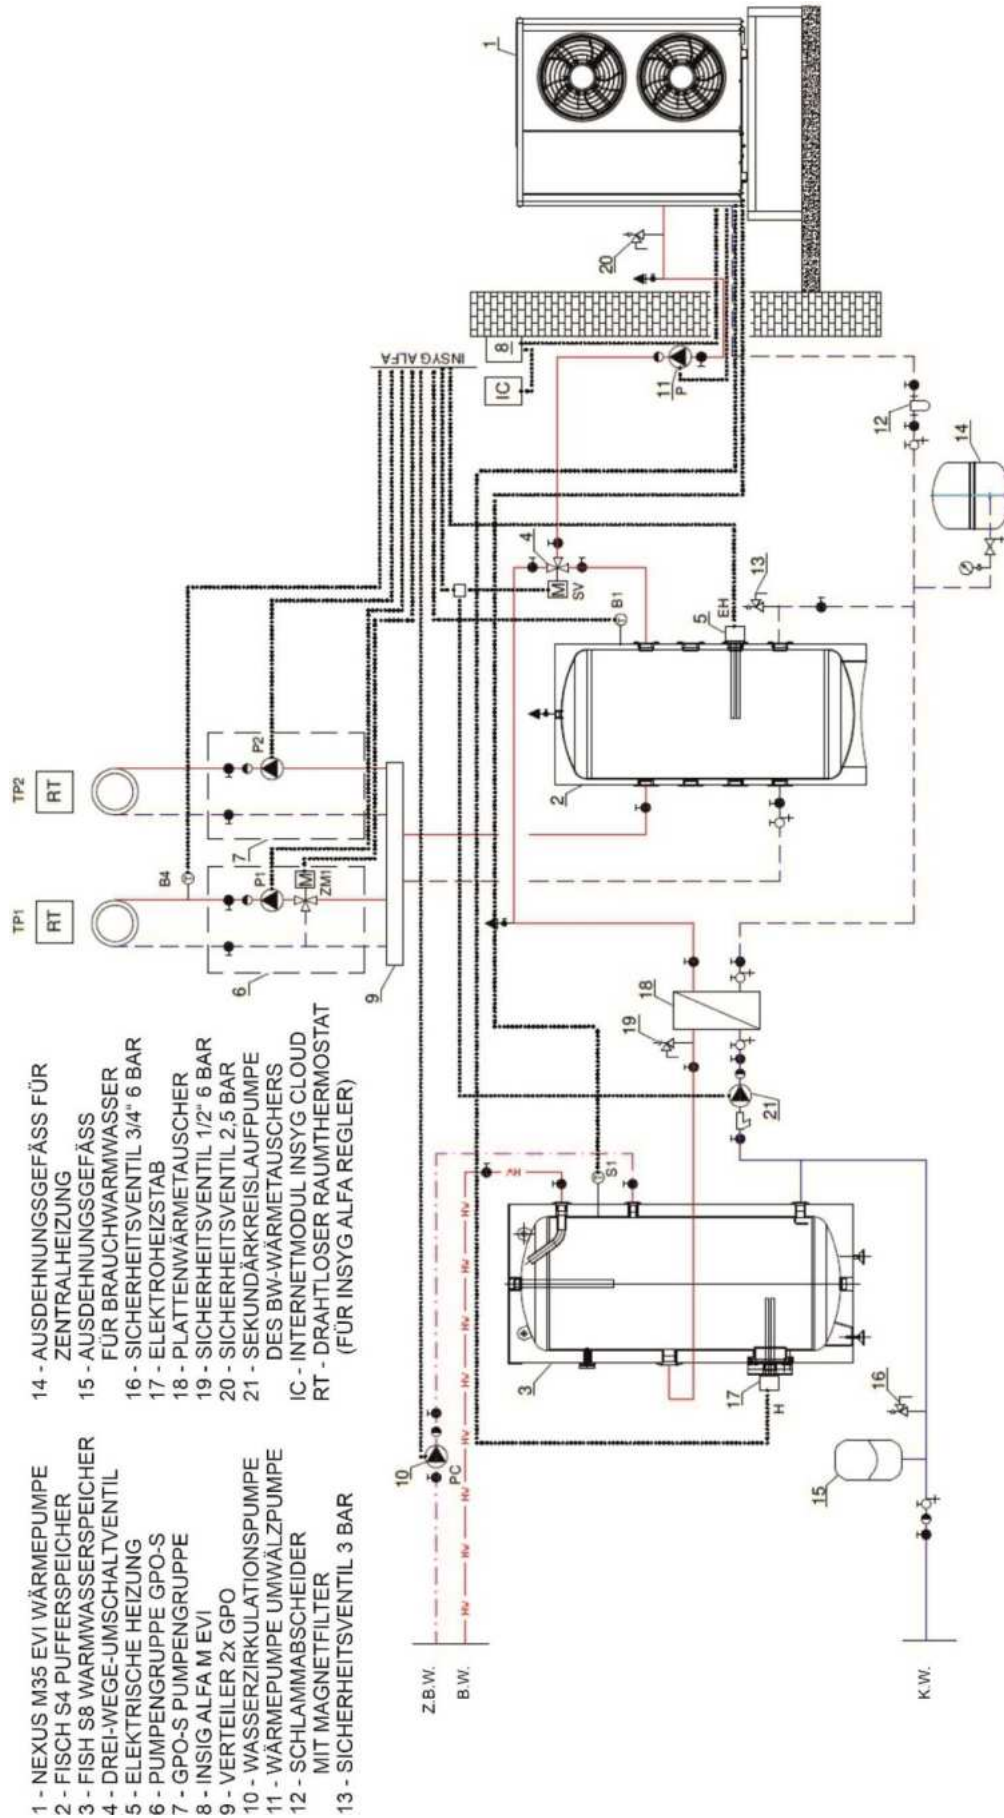 1 - NEXUS M35 EVI WÄRMEPUMPE
2 - FISCH S4 PUFFERSPEICHER
3 - FISH S8 WARMWASSERSPEICHER
4 - DREI-WEGE-UMSCHALTVENTIL
5 - ELEKTRISCHE HEIZUNG
6 - PUMPENGRUPPE GPO-S
7 - GPO-S PUMPENGRUPPE
8 - INSIG ALFA M EVI
9 - VERTEILER 2x GPO
10 - WASSERZIRKULATIONSPUMPE
11 - WÄRMEPUMPE UMWÄLZPUMPE
12 - SCHLAMMABSCHEIDER
MIT MAGNETFILTER
13 - SICHERHEITSVENTIL 3 BAR
14 - AUSDEHNUNGSGEFÄSS FÜR
ZENTRALHEIZUNG
15 - AUSDEHNUNGSGEFÄSS
FÜR BRAUCHWARMWASSER
16 - SICHERHEITSVENTIL 3/4" 6 BAR
17 - ELEKTROHEIZSTAB
18 - PLATTENWÄRMETAUSCHER
19 - SICHERHEITSVENTIL 1/2" 6 BAR
20 - SICHERHEITSVENTIL 2,5 BAR
21 - SEKUNDÄRKREISLAUFPUMPE
DES BW-WÄRMETAUSCHERS
IC - INTERNETMODUL INSYG CLOUD
RT - DRAHTLOSER RAUMTHERMOSTAT
(FÜR INSYG ALFA REGLER)
TP1
RT
TP2
RT
B4
P1
M
ZM1
6
P2
7
9
INSYG ALFA
IC
8
1
20
11
P
4
M
SV
B1
EH
5
13
12
14
2
18
19
21
S1
3
17
H
10
PC
HW
HW
HW
HW
HW
HW
Z.B.W.
B.W.
16
15
K.W.